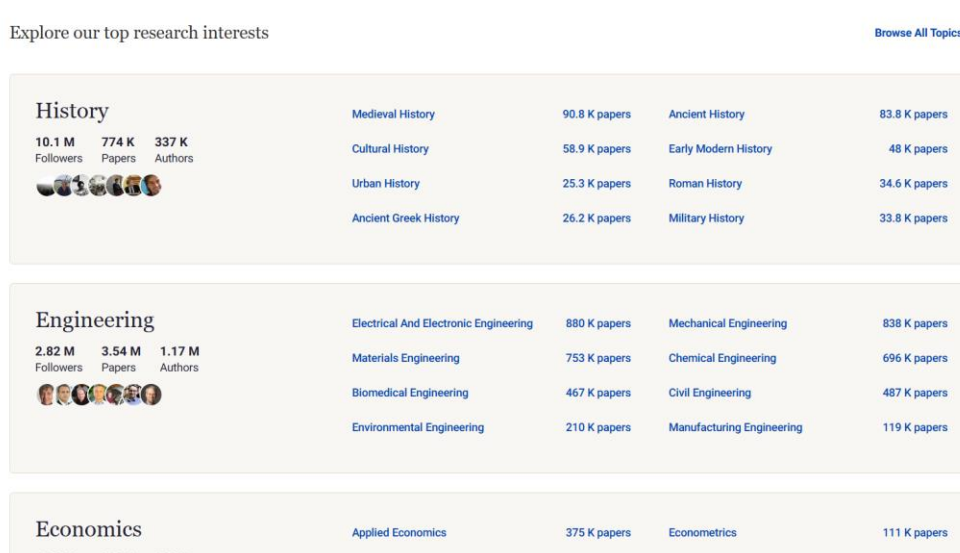 Explore our top research interests
Browse All Topics
History
10.1 M 774 K 337 K
Followers Papers Authors
Medieval History 90.8 K papers Ancient History 83.8 K papers
Cultural History 58.9 K papers Early Modern History 48 K papers
Urban History 25.3 K papers Roman History 34.6 K papers
Ancient Greek History 26.2 K papers Military History 33.8 K papers
Engineering
2.82 M 3.54 M 1.17 M
Followers Papers Authors
Electrical And Electronic Engineering 880 K papers Mechanical Engineering 838 K papers
Materials Engineering 753 K papers Chemical Engineering 696 K papers
Biomedical Engineering 467 K papers Civil Engineering 487 K papers
Environmental Engineering 210 K papers Manufacturing Engineering 119 K papers
Economics
Applied Economics 375 K papers Econometrics 111 K papers